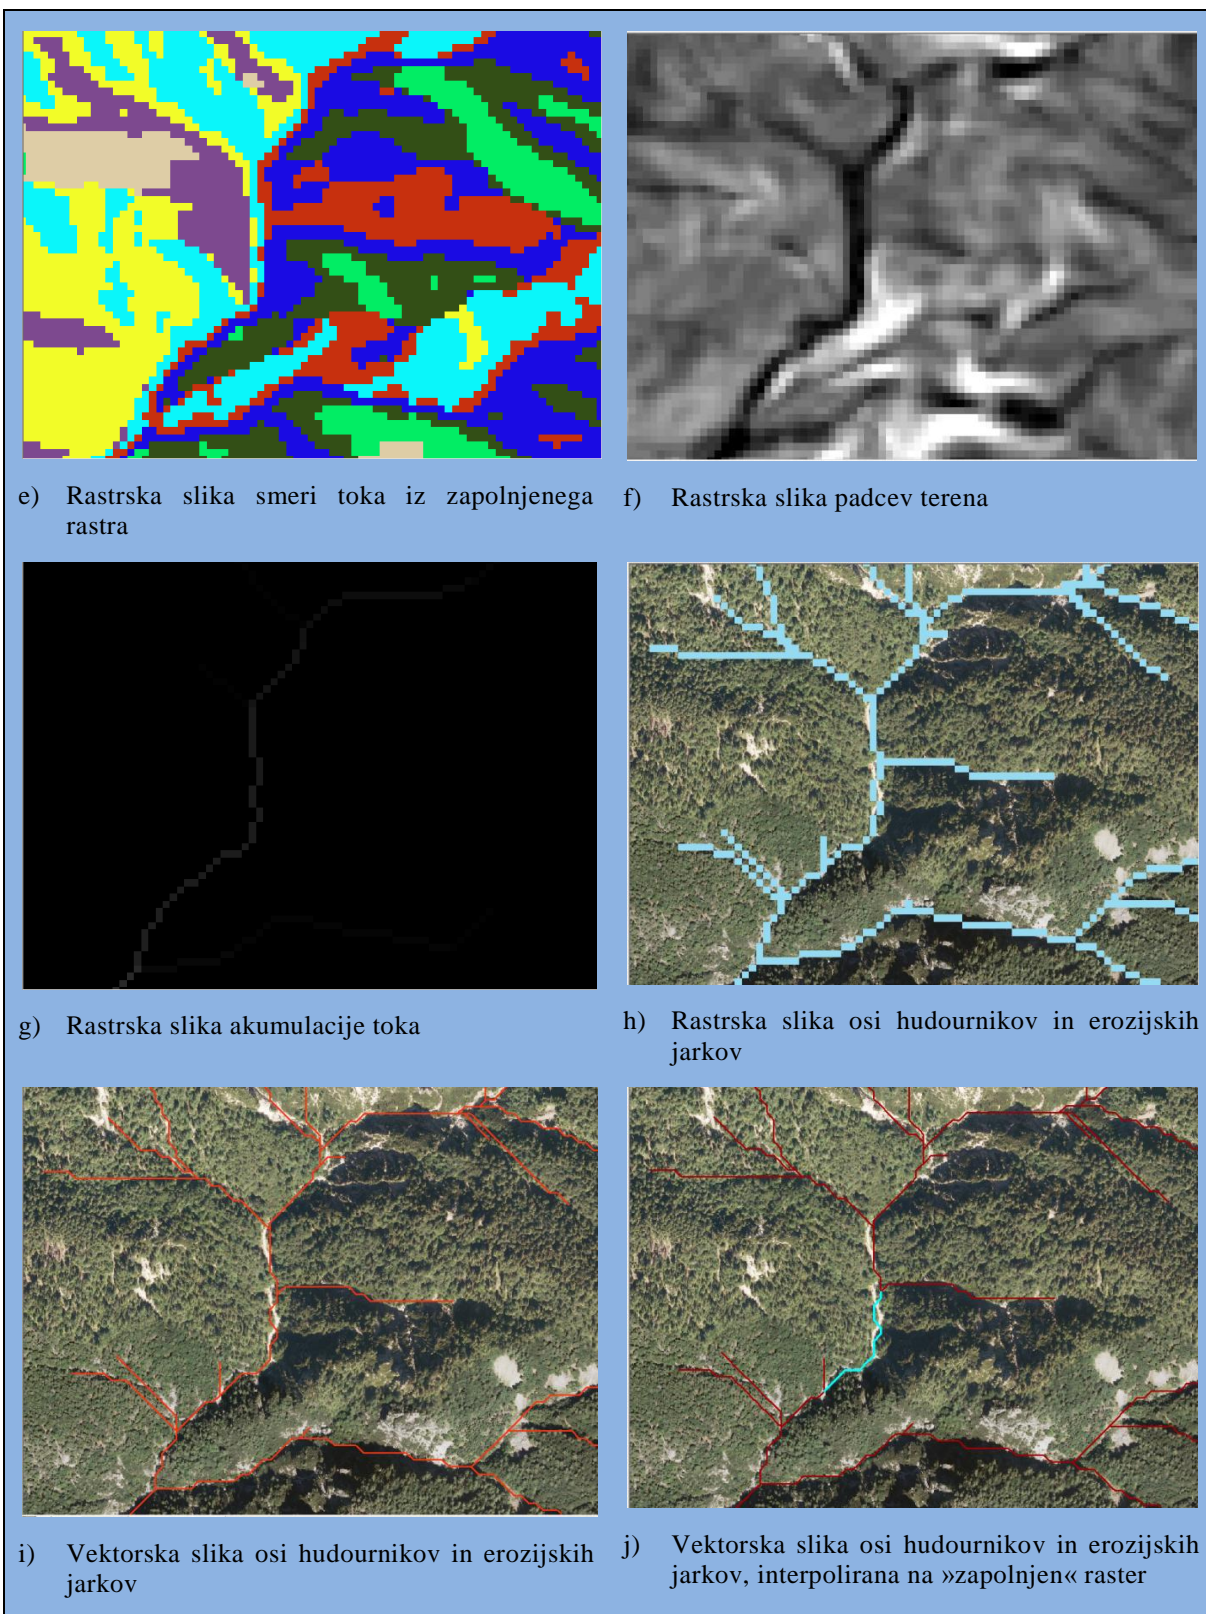 e) Rastrska slika smeri toka iz zapolnjenega
rastra
f) Rastrska slika padcev terena
g) Rastrska slika akumulacije toka
h) Rastrska slika osi hudournikov in erozijskih
jarkov
i) Vektorska slika osi hudournikov in erozijskih
jarkov
j) Vektorska slika osi hudournikov in erozijskih
jarkov, interpolirana na »zapolnjen« raster